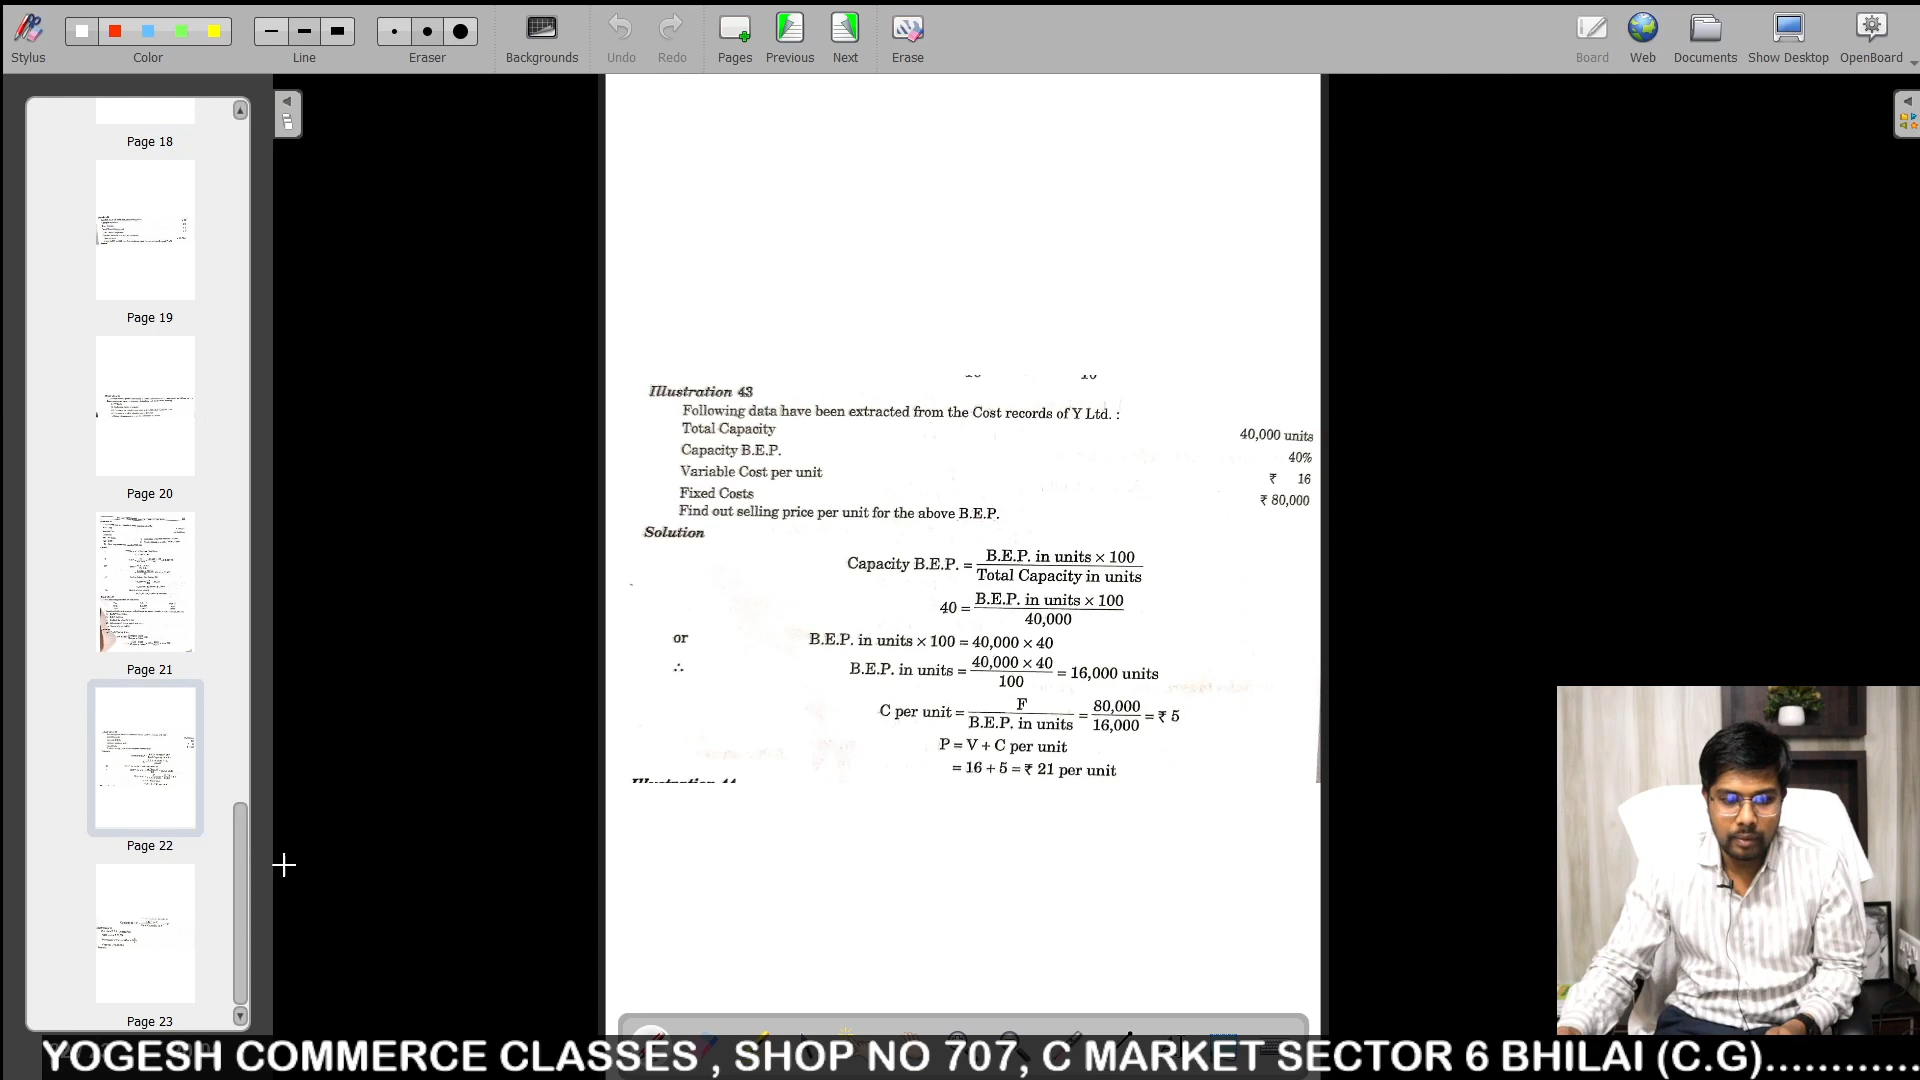 Stylus
Color
Line
Eraser
Backgrounds
Undo
Redo
Pages
Previous
Next
Erase
Board
Web
Documents
Show Desktop
OpenBoard
Page 18
Page 19
Page 20
Page 21
Page 22
Page 23
Illustration 43
Following data have been extracted from the Cost records of Y Ltd. :
Total Capacity 40,000 units
Capacity B.E.P. 40%
Variable Cost per unit ₹ 16
Fixed Costs ₹ 80,000
Find out selling price per unit for the above B.E.P.
Solution
Capacity B.E.P. = B.E.P. in units × 100 / Total Capacity in units
40 = B.E.P. in units × 100 / 40,000
or B.E.P. in units × 100 = 40,000 × 40
∴ B.E.P. in units = 40,000 × 40 / 100 = 16,000 units
C per unit = F / B.E.P. in units = 80,000 / 16,000 = ₹ 5
P = V + C per unit
= 16 + 5 = ₹ 21 per unit
YOGESH COMMERCE CLASSES , SHOP NO 707, C MARKET SECTOR 6 BHILAI (C.G)............